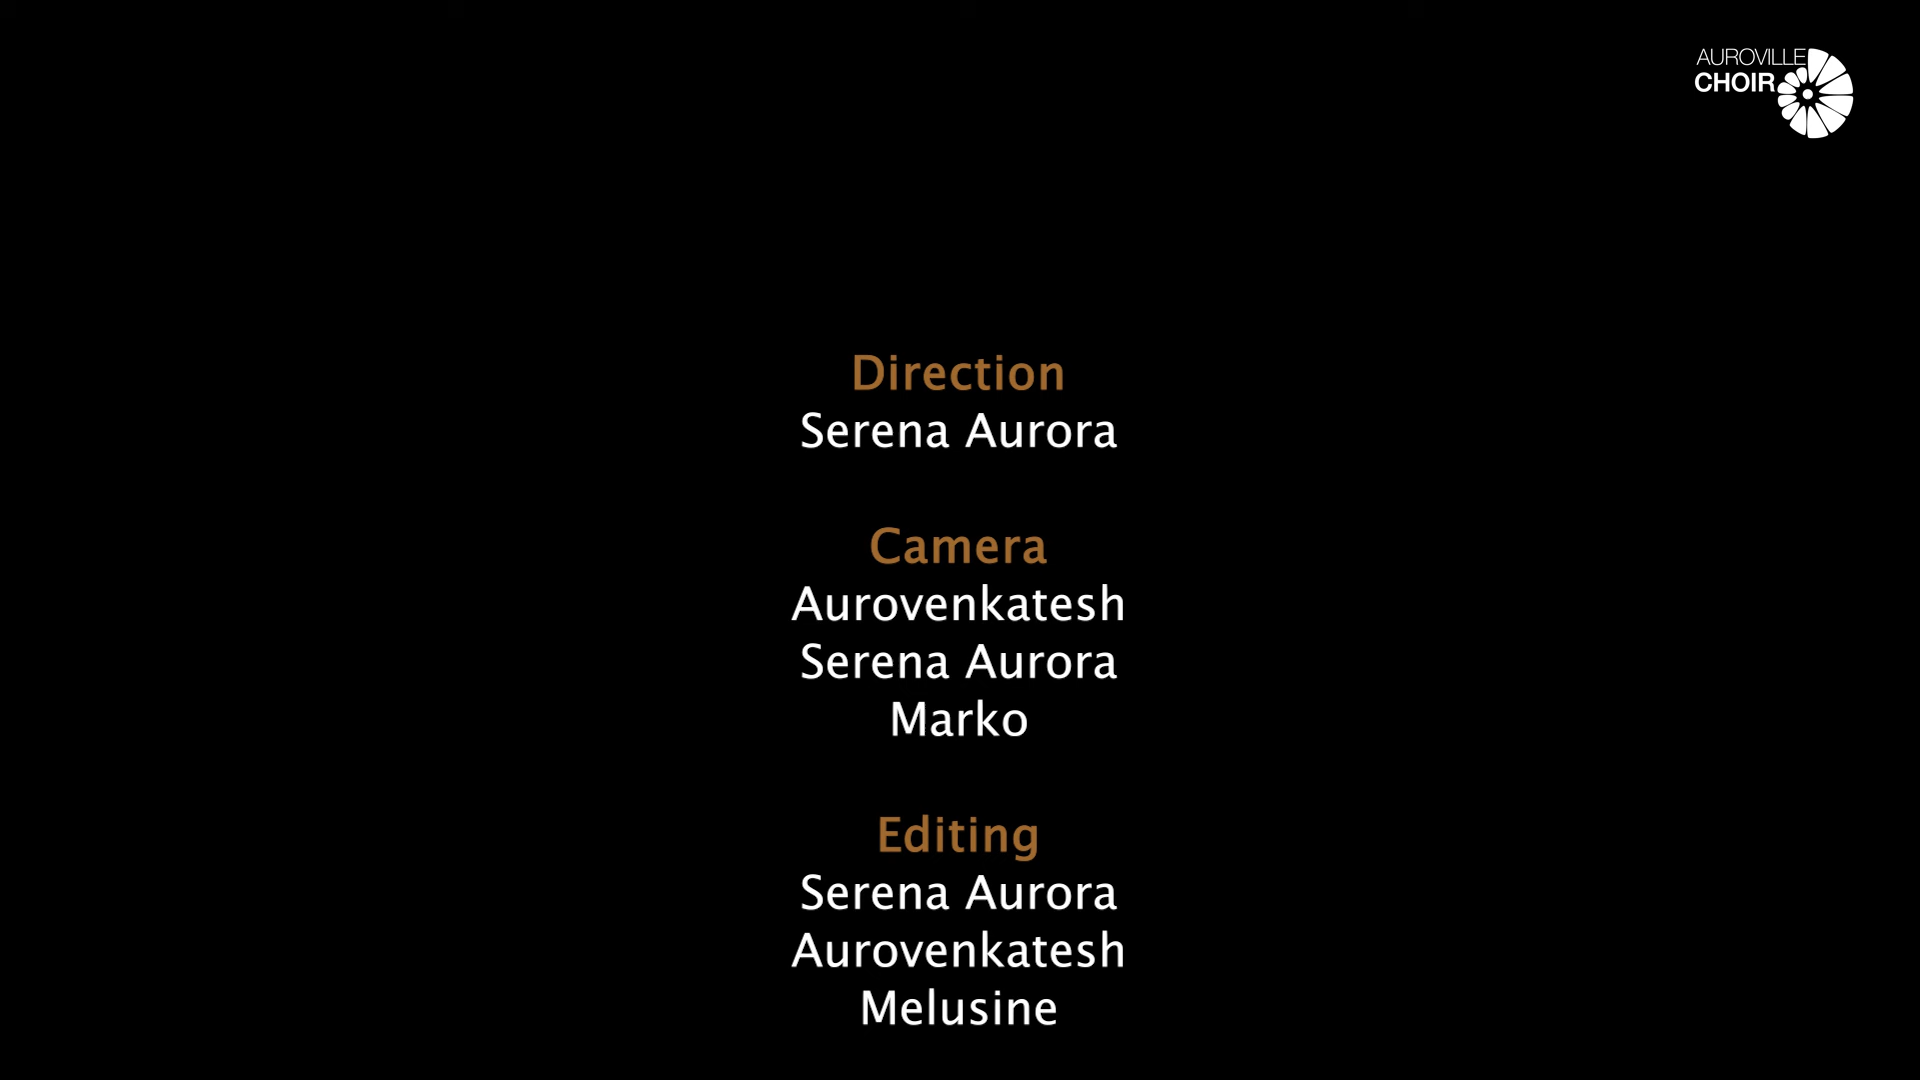 AUROVILLE
CHOIR
Direction
Serena Aurora
Camera
Aurovenkatesh
Serena Aurora
Marko
Editing
Serena Aurora
Aurovenkatesh
Melusine